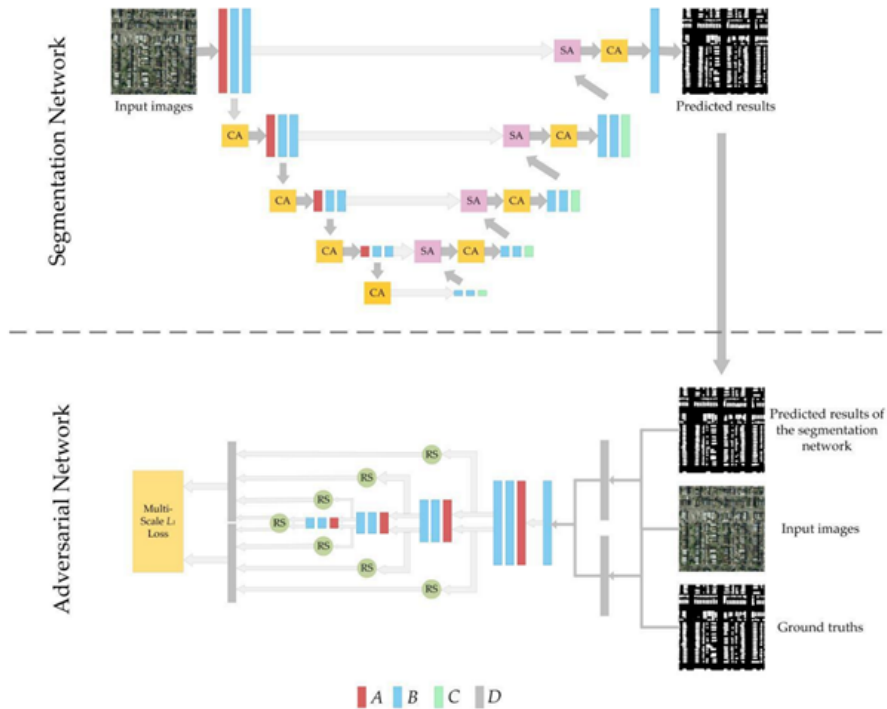 Segmentation Network
Input images
Predicted results
SA
CA
CA
SA
CA
CA
SA
CA
CA
SA
CA
CA
Adversarial Network
Predicted results of
the segmentation
network
Input images
Ground truths
Multi-
Scale L₁
Loss
RS
RS
RS
RS
RS
RS
RS
A B C D